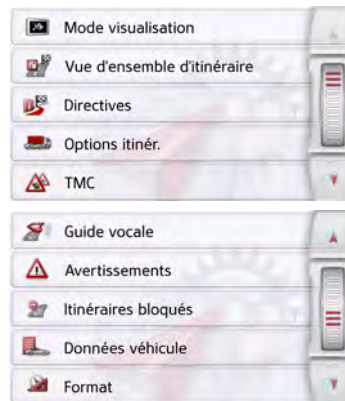 Mode visualisation
Vue d'ensemble d'itinéraire
Directives
Options itinér.
TMC
Guide vocale
Avertissements
Itinéraires bloqués
Données véhicule
Format